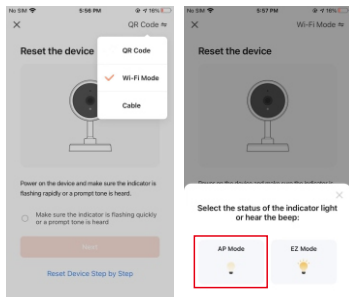 No SIM 5:56 PM 18%
QR Code
Reset the device
QR Code
Wi-Fi Mode
Cable
Power on the device and make sure the indicator is
flashing rapidly or a prompt tone is heard.
Make sure the indicator is flashing quickly
or a prompt tone is heard
Next
Reset Device Step by Step
No SIM 5:57 PM 18%
Wi-Fi Mode
Reset the device
Select the status of the indicator light
or hear the beep:
AP Mode
EZ Mode